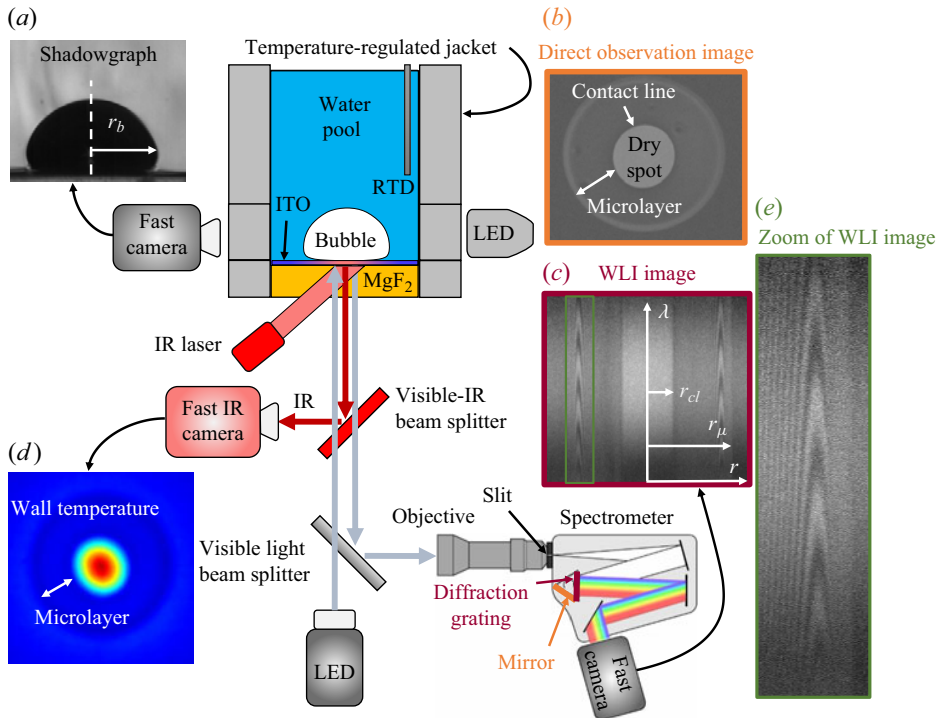 (a)
Shadowgraph
r_b
Temperature-regulated jacket
Water
pool
RTD
ITO
Bubble
MgF₂
Fast
camera
LED
IR laser
(b)
Direct observation image
Contact line
Dry
spot
Microlayer
(e)
Zoom of WLI image
(c)
WLI image
λ
r_cl
r_μ
r
Fast IR
camera
IR
Visible-IR
beam splitter
(d)
Wall temperature
Microlayer
Visible light
beam splitter
LED
Objective
Slit
Spectrometer
Diffraction
grating
Mirror
Fast
camera